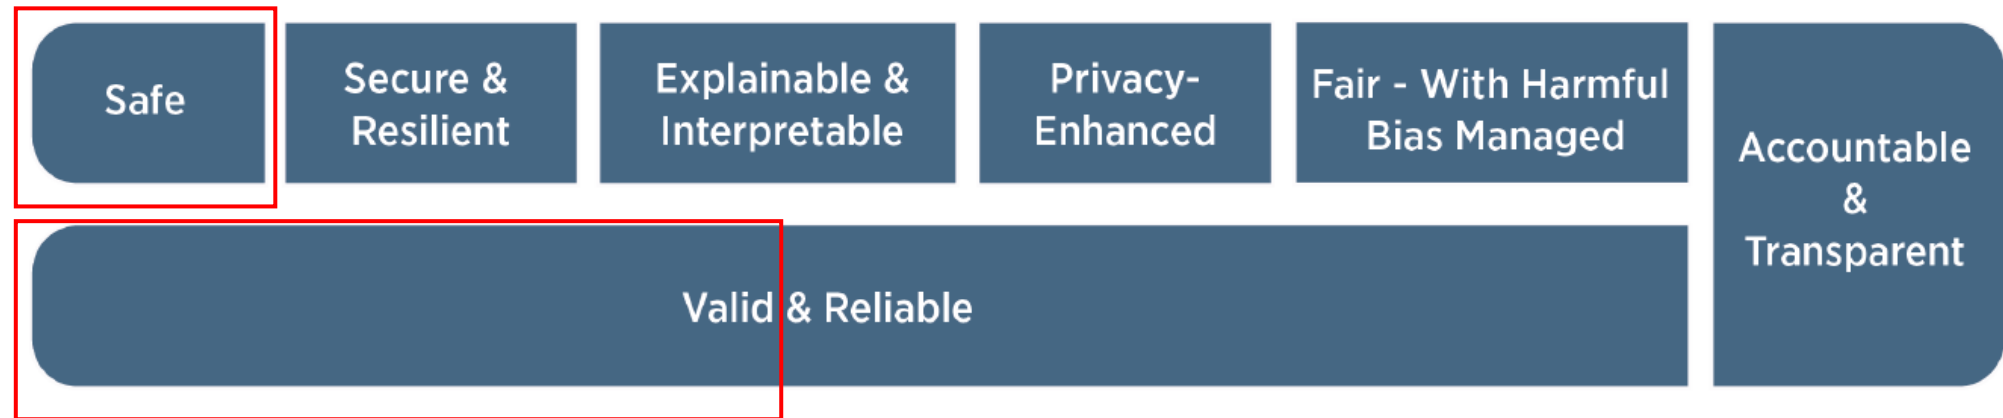 Safe
Secure &
Resilient
Explainable &
Interpretable
Privacy-
Enhanced
Fair - With Harmful
Bias Managed
Accountable
&
Transparent
Valid & Reliable